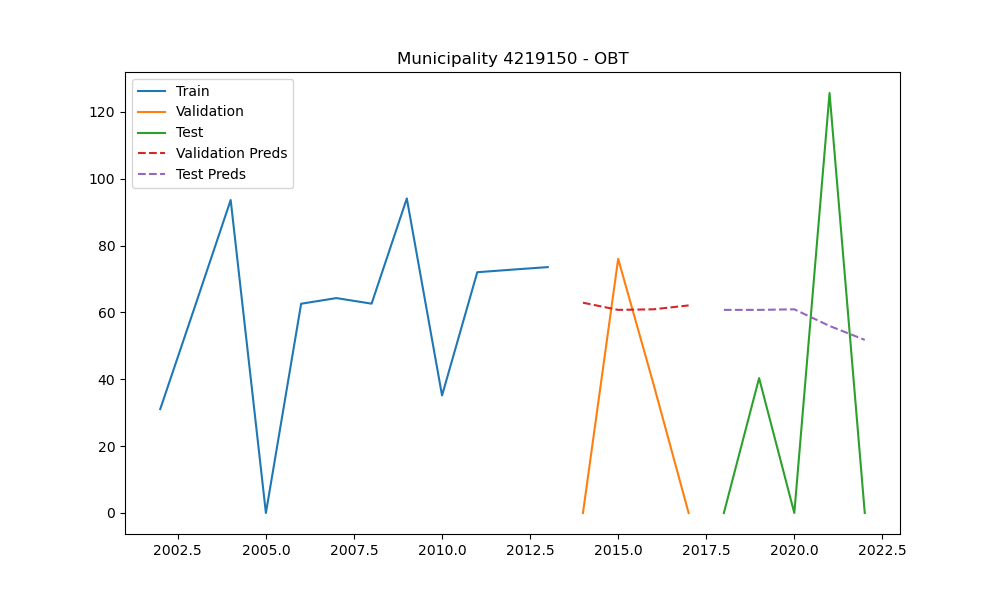 Municipality 4219150 - OBT
Train
Validation
Test
Validation Preds
Test Preds
120
100
80
60
40
20
0
2002.5 2005.0 2007.5 2010.0 2012.5 2015.0 2017.5 2020.0 2022.5